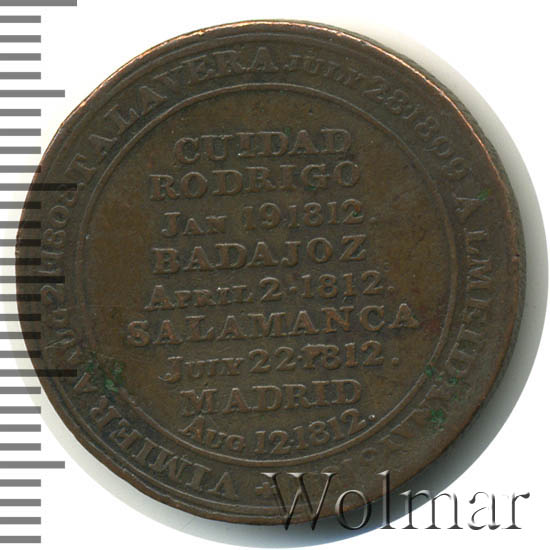 VIMIERA AUG 21 1808 TALAVERA JULY 28 1809 ALMEIDA
CUIDAD
RODRIGO
JAN 19·1812.
BADAJOZ
APRIL 2·1812.
SALAMANCA
JULY 22·1812.
MADRID
AUG 12·1812.
Wolmar